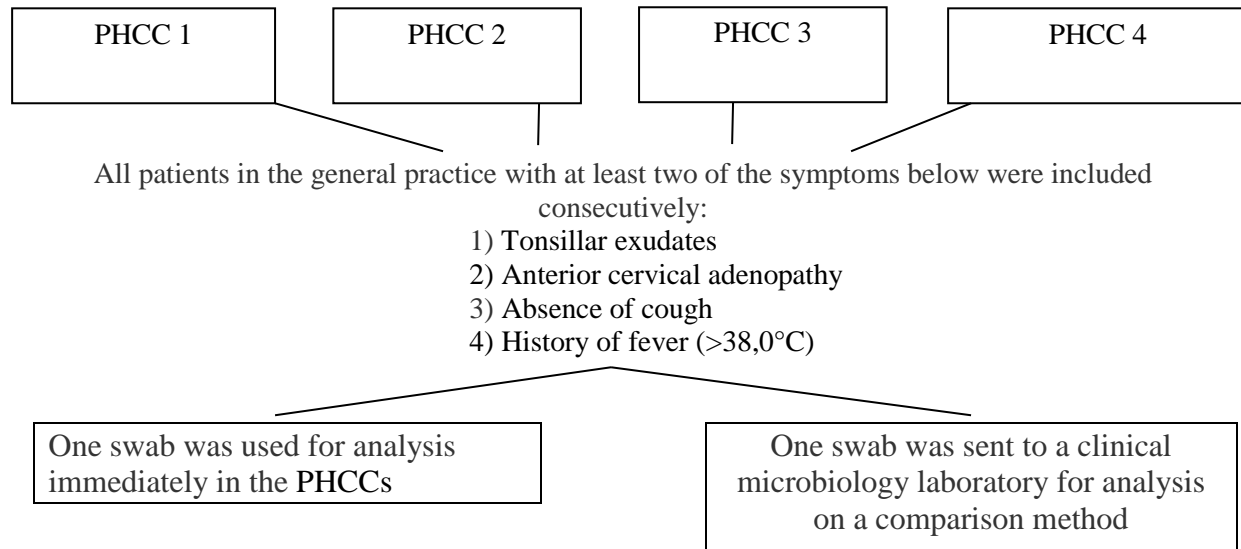 PHCC 1
PHCC 2
PHCC 3
PHCC 4
All patients in the general practice with at least two of the symptoms below were included
consecutively:
1) Tonsillar exudates
2) Anterior cervical adenopathy
3) Absence of cough
4) History of fever (>38,0°C)
One swab was used for analysis
immediately in the PHCCs
One swab was sent to a clinical
microbiology laboratory for analysis
on a comparison method